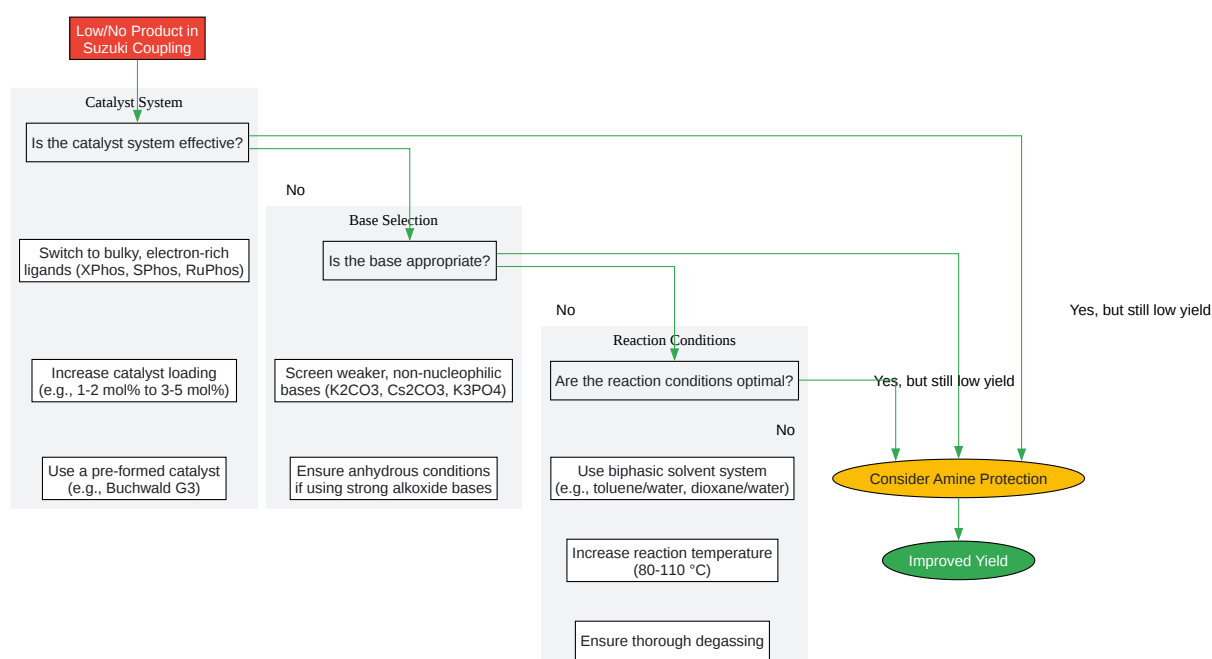 Low/No Product in
Suzuki Coupling
Catalyst System
Is the catalyst system effective?
No
Switch to bulky, electron-rich
ligands (XPhos, SPhos, RuPhos)
Increase catalyst loading
(e.g., 1-2 mol% to 3-5 mol%)
Use a pre-formed catalyst
(e.g., Buchwald G3)
Base Selection
Is the base appropriate?
No
Screen weaker, non-nucleophilic
bases (K2CO3, Cs2CO3, K3PO4)
Ensure anhydrous conditions
if using strong alkoxide bases
Reaction Conditions
Are the reaction conditions optimal?
No
Use biphasic solvent system
(e.g., toluene/water, dioxane/water)
Increase reaction temperature
(80-110 °C)
Ensure thorough degassing
Yes, but still low yield
Yes, but still low yield
Consider Amine Protection
Improved Yield